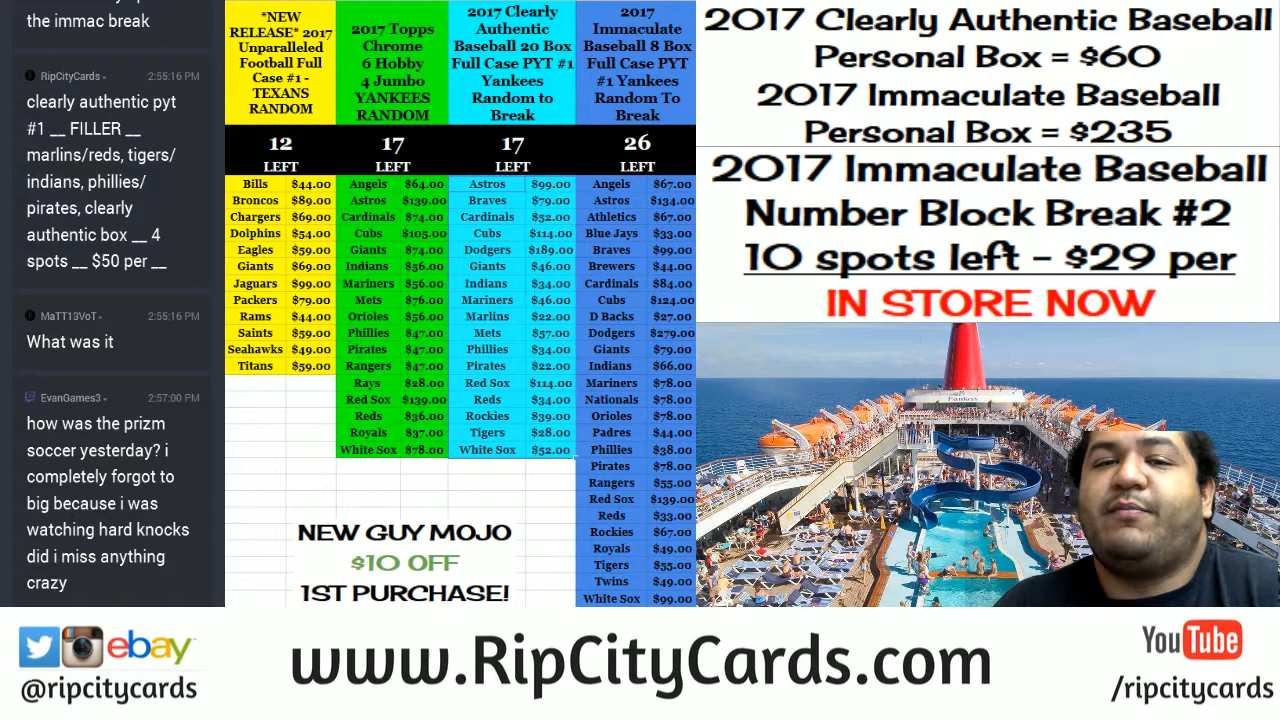 the immac break
RipCityCards 2:55:16 PM
clearly authentic pyt
#1 __ FILLER __
marlins/reds, tigers/
indians, phillies/
pirates, clearly
authentic box __ 4
spots __ $50 per __
MaTT13VoT 2:55:16 PM
What was it
EvanGames3 2:57:00 PM
how was the prizm
soccer yesterday? i
completely forgot to
big because i was
watching hard knocks
did i miss anything
crazy
*NEW
RELEASE* 2017
Unparalleled
Football Full
Case #1 -
TEXANS
RANDOM
12
LEFT
Bills $44.00
Broncos $89.00
Chargers $69.00
Dolphins $54.00
Eagles $59.00
Giants $69.00
Jaguars $99.00
Packers $79.00
Rams $44.00
Saints $59.00
Seahawks $49.00
Titans $59.00
2017 Topps
Chrome
6 Hobby
4 Jumbo
YANKEES
RANDOM
17
LEFT
Angels $64.00
Astros $139.00
Cardinals $74.00
Cubs $105.00
Giants $74.00
Indians $56.00
Mariners $56.00
Mets $76.00
Orioles $56.00
Phillies $47.00
Pirates $47.00
Rangers $47.00
Rays $28.00
Red Sox $139.00
Reds $36.00
Royals $37.00
White Sox $78.00
2017 Clearly
Authentic
Baseball 20 Box
Full Case PYT #1
Yankees
Random to
Break
17
LEFT
Astros $99.00
Braves $79.00
Cardinals $52.00
Cubs $114.00
Dodgers $189.00
Giants $46.00
Indians $34.00
Mariners $46.00
Marlins $22.00
Mets $57.00
Phillies $34.00
Pirates $22.00
Red Sox $114.00
Reds $34.00
Rockies $39.00
Tigers $28.00
White Sox $52.00
2017
Immaculate
Baseball 8 Box
Full Case PYT
#1 Yankees
Random To
Break
26
LEFT
Angels $67.00
Astros $134.00
Athletics $67.00
Blue Jays $33.00
Braves $99.00
Brewers $44.00
Cardinals $84.00
Cubs $124.00
D Backs $27.00
Dodgers $279.00
Giants $79.00
Indians $66.00
Mariners $78.00
Nationals $78.00
Orioles $78.00
Padres $44.00
Phillies $38.00
Pirates $78.00
Rangers $55.00
Red Sox $139.00
Reds $33.00
Rockies $67.00
Royals $49.00
Tigers $55.00
Twins $49.00
White Sox $99.00
NEW GUY MOJO
$10 OFF
1ST PURCHASE!
2017 Clearly Authentic Baseball
Personal Box = $60
2017 Immaculate Baseball
Personal Box = $235
2017 Immaculate Baseball
Number Block Break #2
10 spots left - $29 per
IN STORE NOW
Fantasy
ebay
@ripcitycards
www.RipCityCards.com
YouTube
/ripcitycards